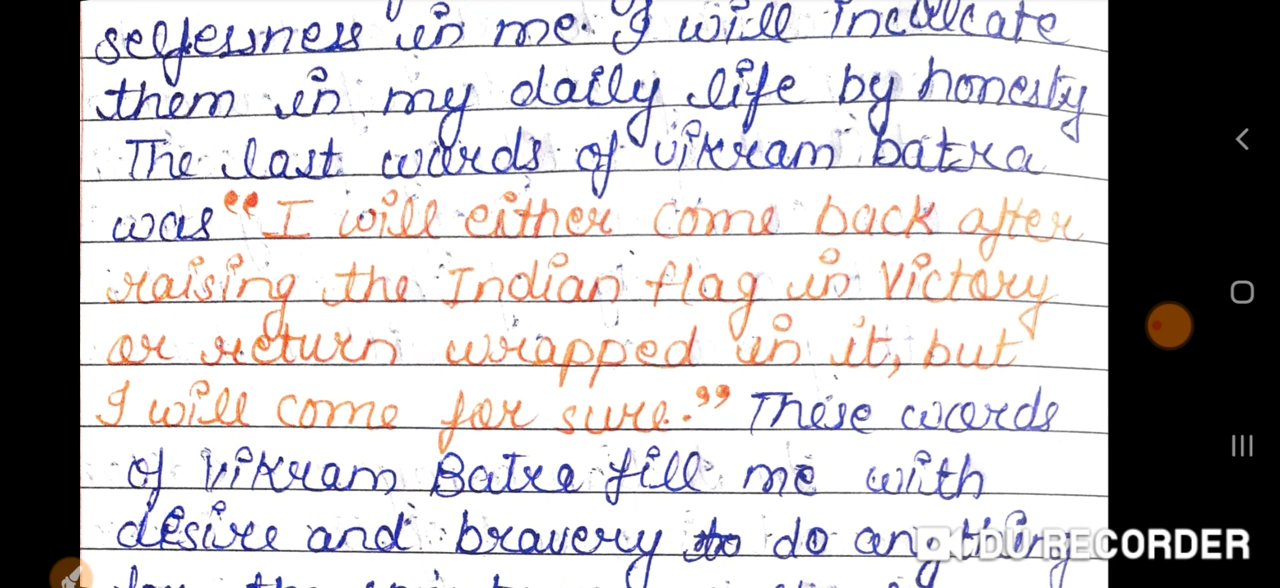 selfessness in me. I will inculcate
them in my daily life by honesty
The last words of Vikram batra
was "I will either come back after
raising the Indian flag in Victory
or return wrapped in it, but
I will come for sure." These words
of Vikram Batra fill me with
desire and bravery to do anything
DU RECORDER